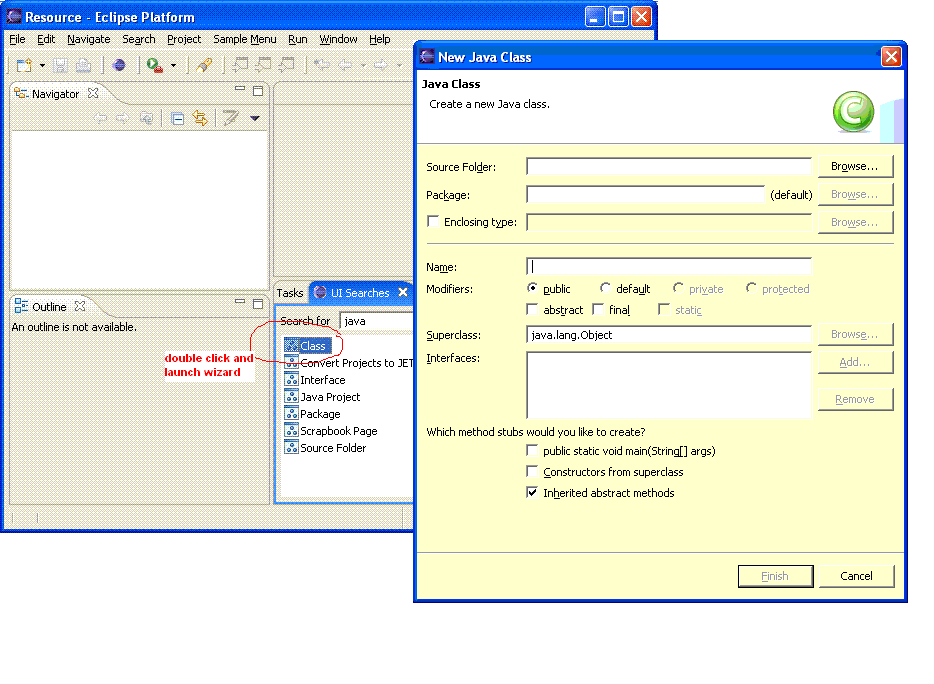 Resource - Eclipse Platform
File Edit Navigate Search Project Sample Menu Run Window Help
Navigator
Outline
An outline is not available.
Tasks UI Searches
Search for java
Class
Convert Projects to JET
Interface
Java Project
Package
Scrapbook Page
Source Folder
double click and
launch wizard
New Java Class
Java Class
Create a new Java class.
C
Source Folder: Browse...
Package: (default) Browse...
Enclosing type: Browse...
Name:
Modifiers: public default private protected
abstract final static
Superclass: java.lang.Object Browse...
Interfaces: Add...
Remove
Which method stubs would you like to create?
public static void main(String[] args)
Constructors from superclass
Inherited abstract methods
Finish Cancel